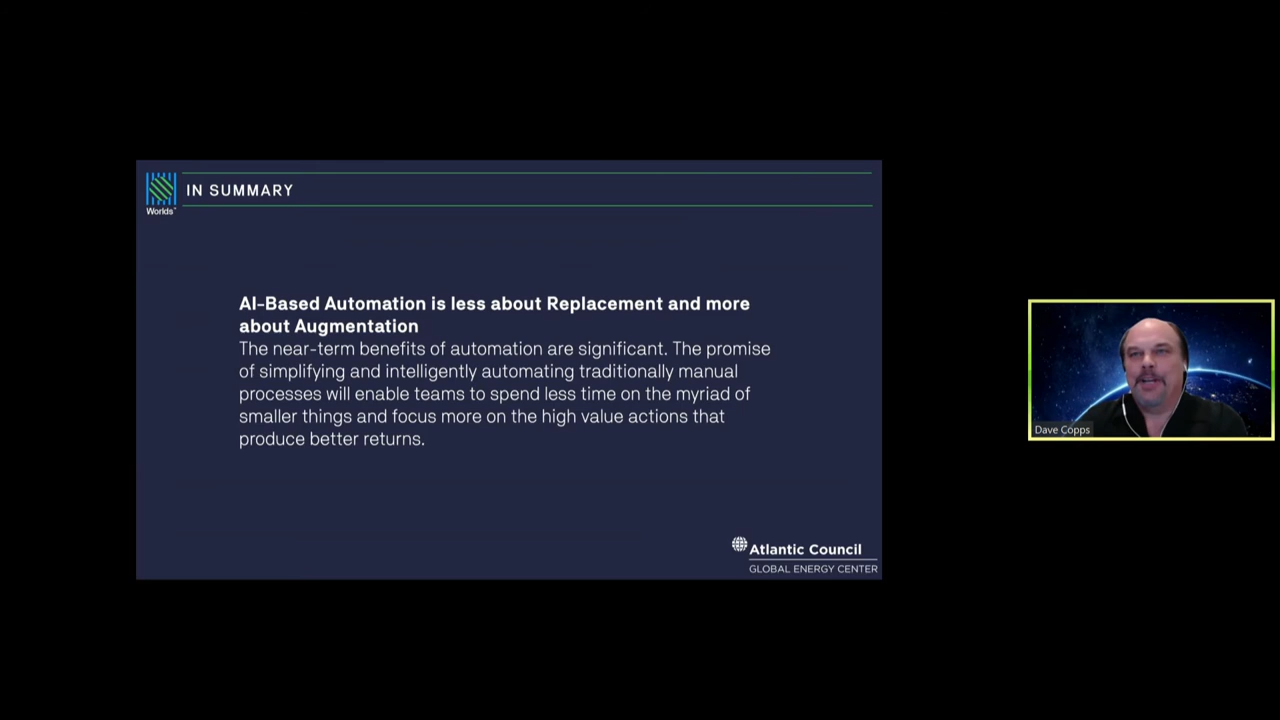 IN SUMMARY
Worlds™
AI-Based Automation is less about Replacement and more
about Augmentation
The near-term benefits of automation are significant. The promise
of simplifying and intelligently automating traditionally manual
processes will enable teams to spend less time on the myriad of
smaller things and focus more on the high value actions that
produce better returns.
Atlantic Council
GLOBAL ENERGY CENTER
Dave Copps